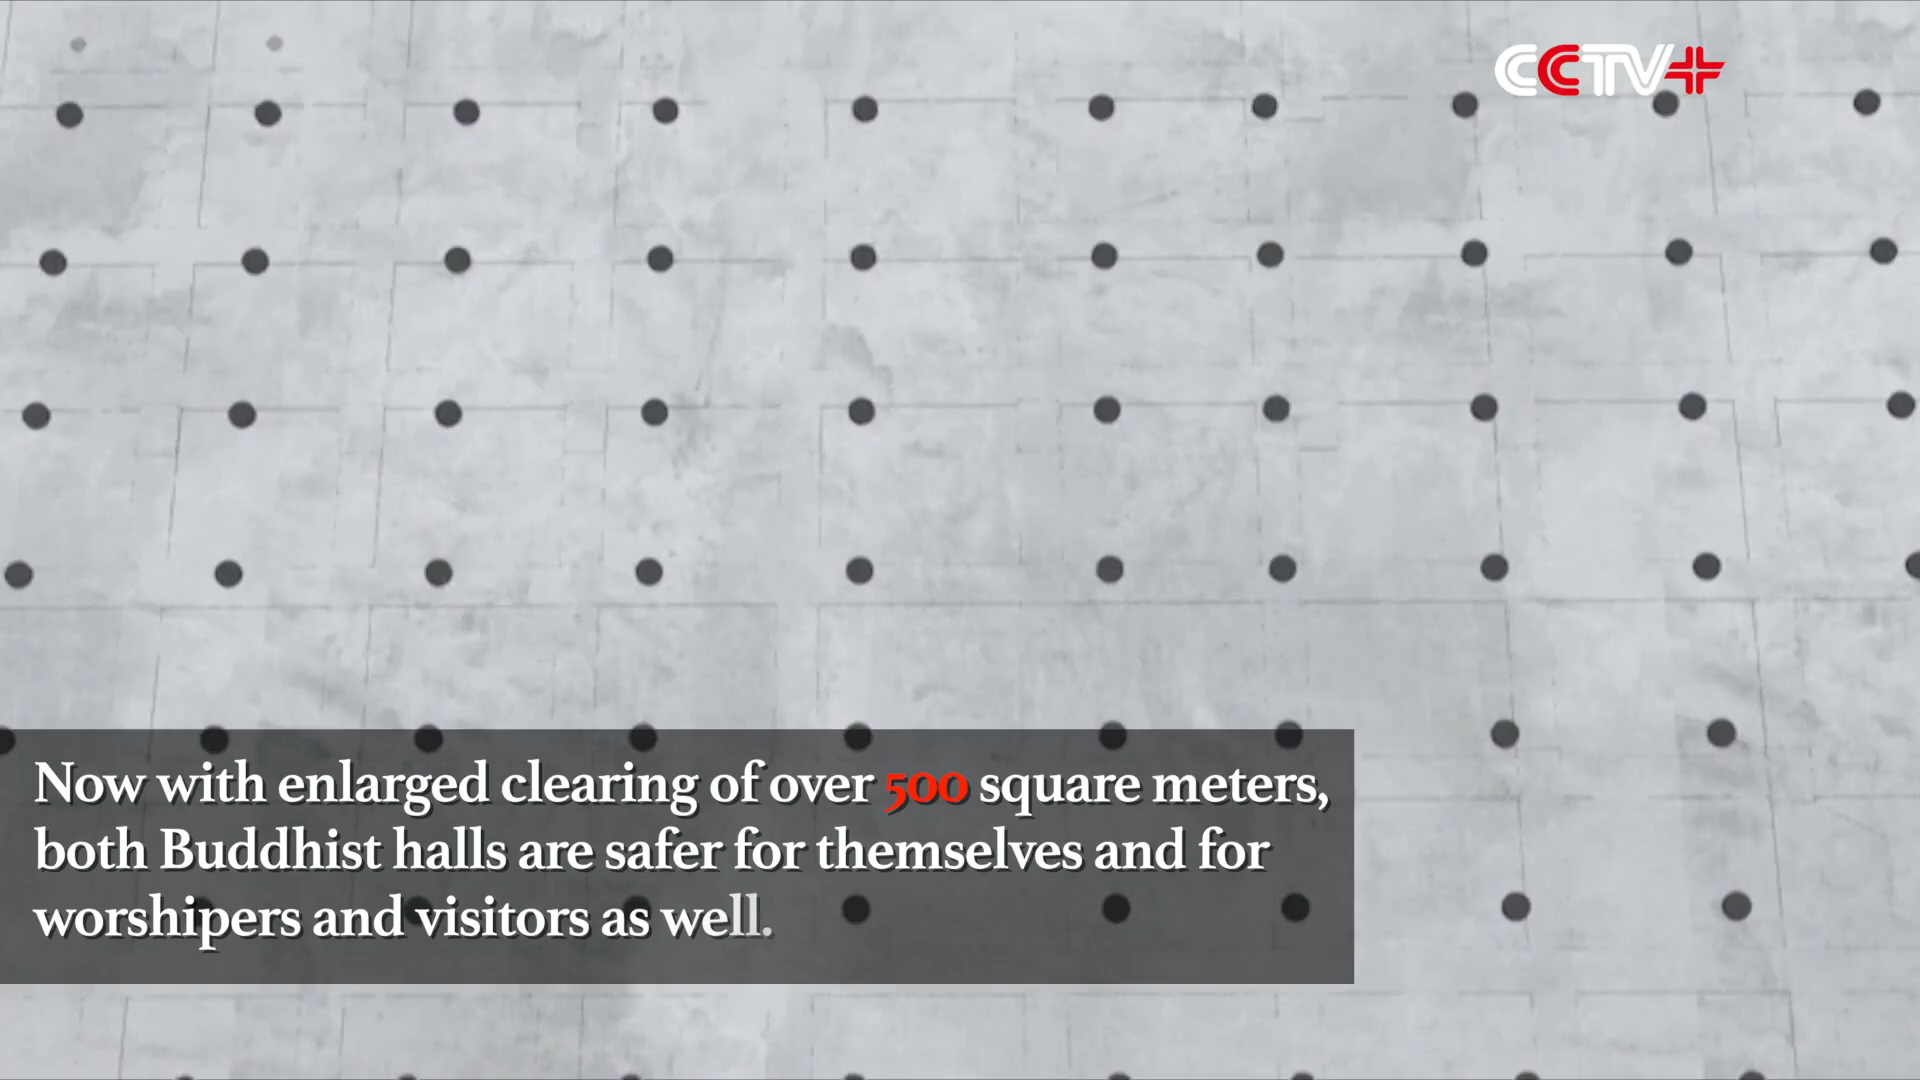 CCTV+
Now with enlarged clearing of over 500 square meters,
both Buddhist halls are safer for themselves and for
worshipers and visitors as well.